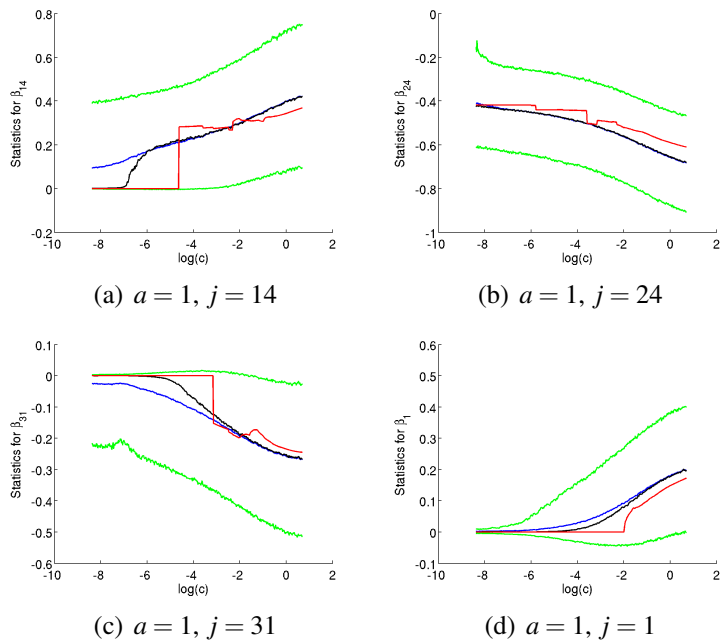 0.8
0.6
0.4
0.2
0
0.2
Statistics for β14
-10 -8 -6 -4 -2 0 2
log(c)
(a) a = 1, j = 14
0
-0.2
-0.4
-0.6
-0.8
-1
Statistics for β24
-10 -8 -6 -4 -2 0 2
log(c)
(b) a = 1, j = 24
0.1
0
-0.1
-0.2
-0.3
-0.4
-0.5
-0.6
Statistics for β31
-10 -8 -6 -4 -2 0 2
log(c)
(c) a = 1, j = 31
0.6
0.5
0.4
0.3
0.2
0.1
0
-0.1
Statistics for β1
-10 -8 -6 -4 -2 0 2
log(c)
(d) a = 1, j = 1